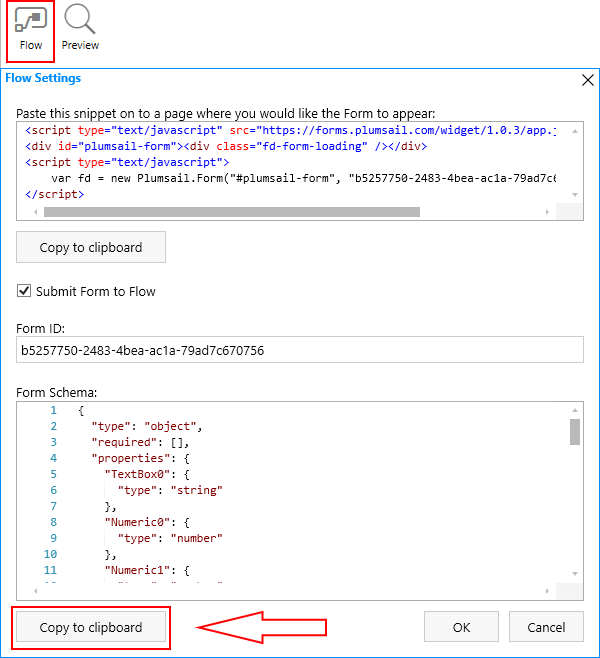 Flow Preview
Flow Settings
Paste this snippet on to a page where you would like the Form to appear:
<script type="text/javascript" src="https://forms.plumsail.com/widget/1.0.3/app.j
<div id="plumsail-form"><div class="fd-form-loading" /></div>
<script type="text/javascript">
var fd = new Plumsail.Form("#plumsail-form", "b5257750-2483-4bea-ac1a-79ad7c6
</script>
Copy to clipboard
Submit Form to Flow
Form ID:
b5257750-2483-4bea-ac1a-79ad7c670756
Form Schema:
1 {
2 "type": "object",
3 "required": [],
4 "properties": {
5 "TextBox0": {
6 "type": "string"
7 },
8 "Numeric0": {
9 "type": "number"
10 },
11 "Numeric1": {
Copy to clipboard OK Cancel